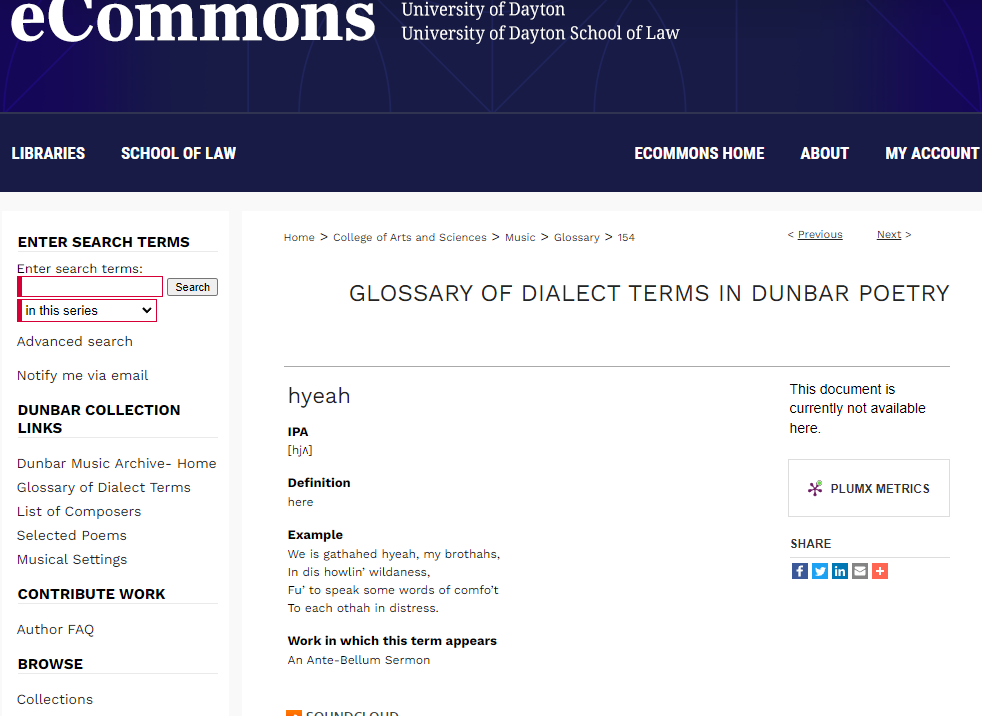 eCommons
University of Dayton
University of Dayton School of Law
LIBRARIES SCHOOL OF LAW ECOMMONS HOME ABOUT MY ACCOUNT
ENTER SEARCH TERMS
Enter search terms:
Search
in this series
Advanced search
Notify me via email
DUNBAR COLLECTION
LINKS
Dunbar Music Archive- Home
Glossary of Dialect Terms
List of Composers
Selected Poems
Musical Settings
CONTRIBUTE WORK
Author FAQ
BROWSE
Collections
Home > College of Arts and Sciences > Music > Glossary > 154
< Previous Next >
GLOSSARY OF DIALECT TERMS IN DUNBAR POETRY
hyeah
IPA
[hjʌ]
Definition
here
Example
We is gathahed hyeah, my brothahs,
In dis howlin’ wildaness,
Fu’ to speak some words of comfo’t
To each othah in distress.
Work in which this term appears
An Ante-Bellum Sermon
SOUNDCLOUD
This document is
currently not available
here.
PLUMX METRICS
SHARE